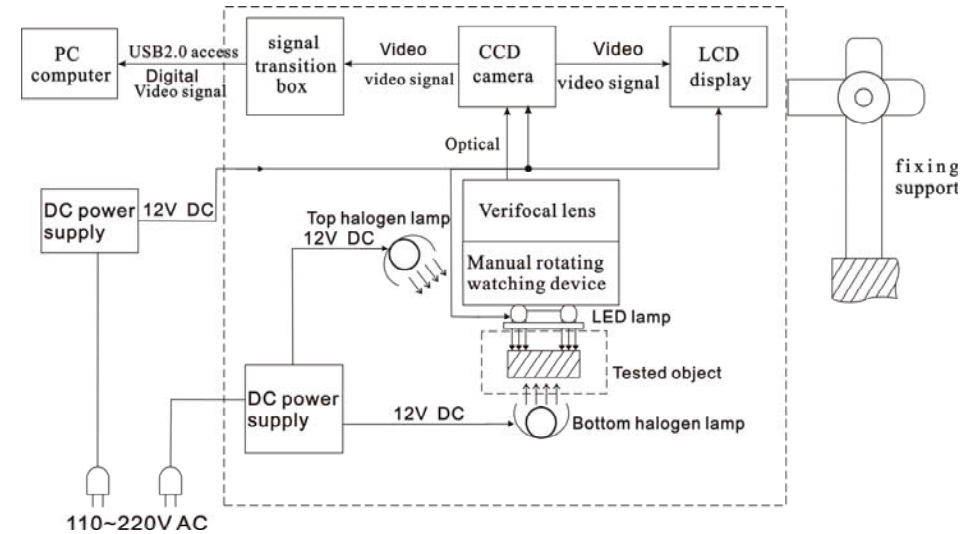 PC
computer
USB2.0 access
Digital
Video signal
signal
transition
box
Video
video signal
CCD
camera
Video
video signal
LCD
display
Optical
fixing
support
DC power
supply
12V DC
Top halogen lamp
12V DC
Verifocal lens
Manual rotating
watching device
LED lamp
Tested object
DC power
supply
12V DC
Bottom halogen lamp
110~220V AC